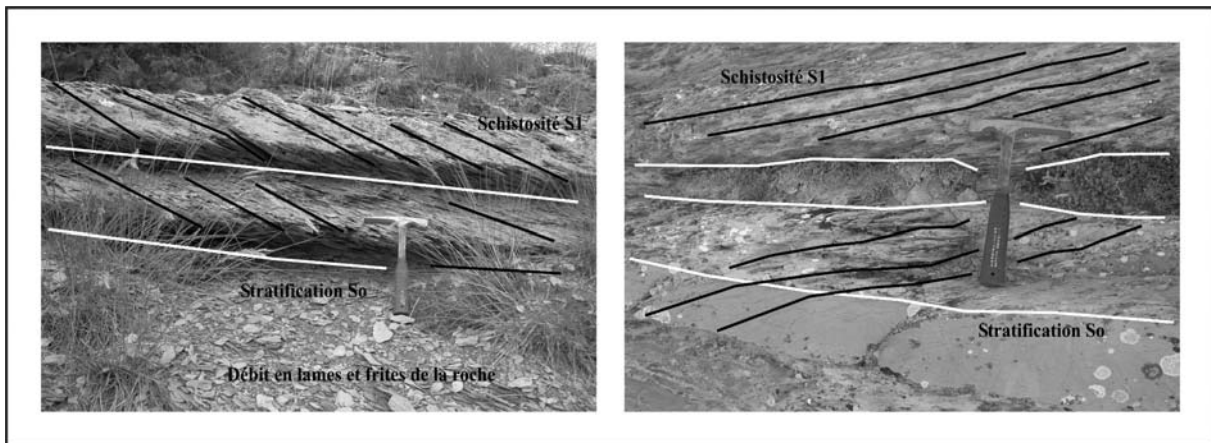 Schistosité S1
Stratification So
Débit en lames et frites de la roche
Schistosité S1
Stratification So